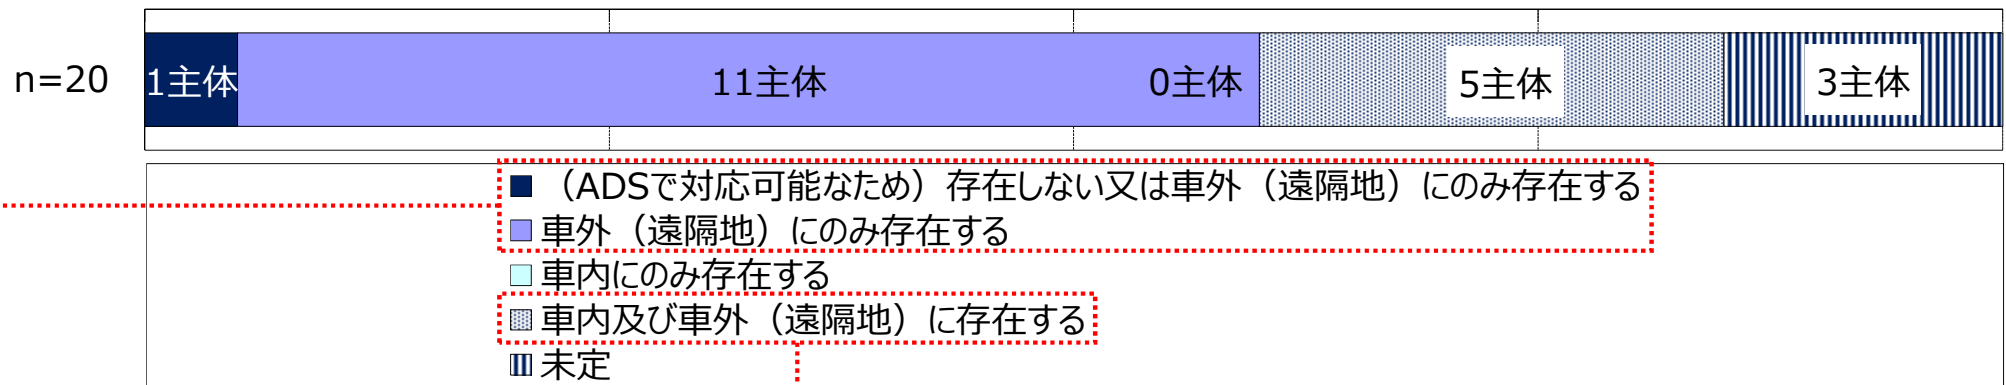 n=20 1主体 11主体 0主体 5主体 3主体
（ADSで対応可能なため）存在しない又は車外（遠隔地）にのみ存在する
車外（遠隔地）にのみ存在する
車内にのみ存在する
車内及び車外（遠隔地）に存在する
未定